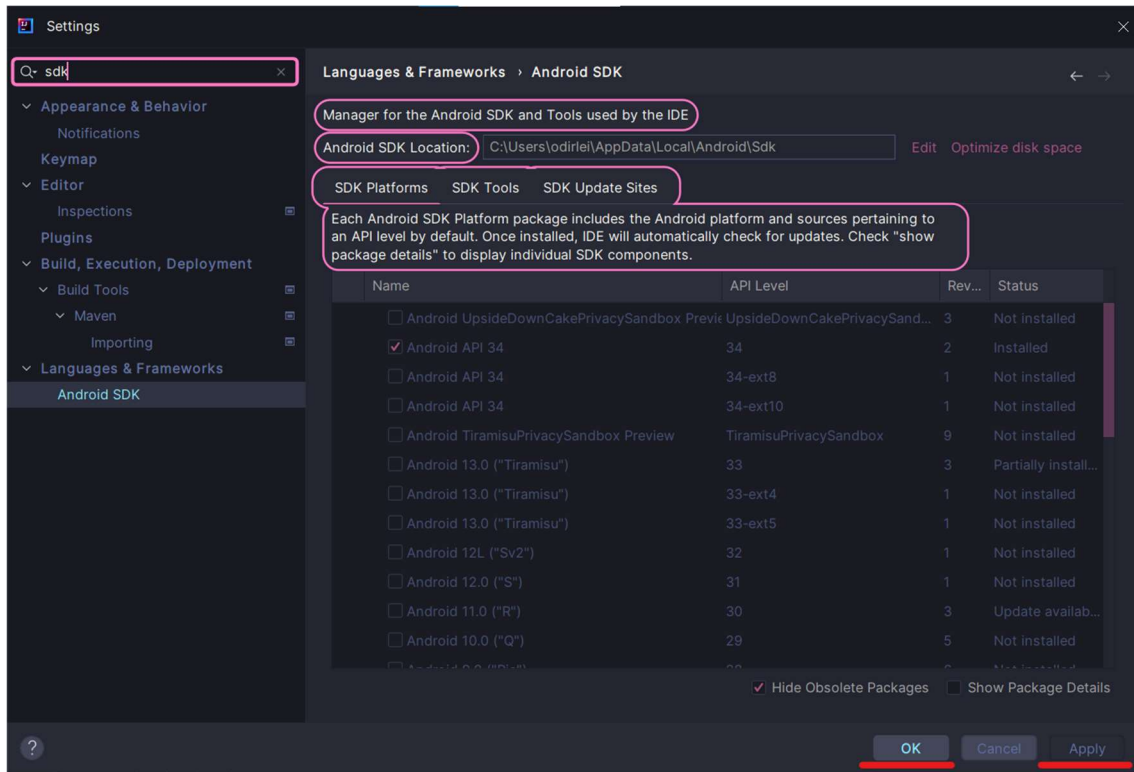 Settings
sdk
Languages & Frameworks › Android SDK
Appearance & Behavior
Notifications
Keymap
Editor
Inspections
Plugins
Build, Execution, Deployment
Build Tools
Maven
Importing
Languages & Frameworks
Android SDK
Manager for the Android SDK and Tools used by the IDE
Android SDK Location: C:\Users\odirlei\AppData\Local\Android\Sdk Edit Optimize disk space
SDK Platforms SDK Tools SDK Update Sites
Each Android SDK Platform package includes the Android platform and sources pertaining to
an API level by default. Once installed, IDE will automatically check for updates. Check "show
package details" to display individual SDK components.
Name API Level Rev... Status
Android UpsideDownCakePrivacySandbox Previe UpsideDownCakePrivacySand... 3 Not installed
Android API 34 34 2 Installed
Android API 34 34-ext8 1 Not installed
Android API 34 34-ext10 1 Not installed
Android TiramisuPrivacySandbox Preview TiramisuPrivacySandbox 9 Not installed
Android 13.0 ("Tiramisu") 33 3 Partially install...
Android 13.0 ("Tiramisu") 33-ext4 1 Not installed
Android 13.0 ("Tiramisu") 33-ext5 1 Not installed
Android 12L ("Sv2") 32 1 Not installed
Android 12.0 ("S") 31 1 Not installed
Android 11.0 ("R") 30 3 Update availab...
Android 10.0 ("Q") 29 5 Not installed
Hide Obsolete Packages Show Package Details
? OK Cancel Apply